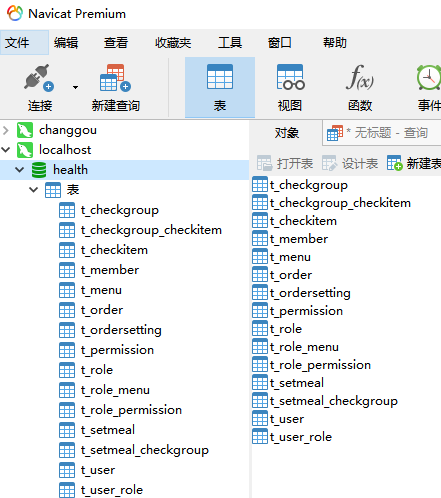 Navicat Premium
文件 编辑 查看 收藏夹 工具 窗口 帮助
连接 新建查询 表 视图 f(x) 函数 事件
changgou
localhost
health
表
t_checkgroup
t_checkgroup_checkitem
t_checkitem
t_member
t_menu
t_order
t_ordersetting
t_permission
t_role
t_role_menu
t_role_permission
t_setmeal
t_setmeal_checkgroup
t_user
t_user_role
对象 * 无标题 - 查询
打开表 设计表 新建表
t_checkgroup
t_checkgroup_checkitem
t_checkitem
t_member
t_menu
t_order
t_ordersetting
t_permission
t_role
t_role_menu
t_role_permission
t_setmeal
t_setmeal_checkgroup
t_user
t_user_role